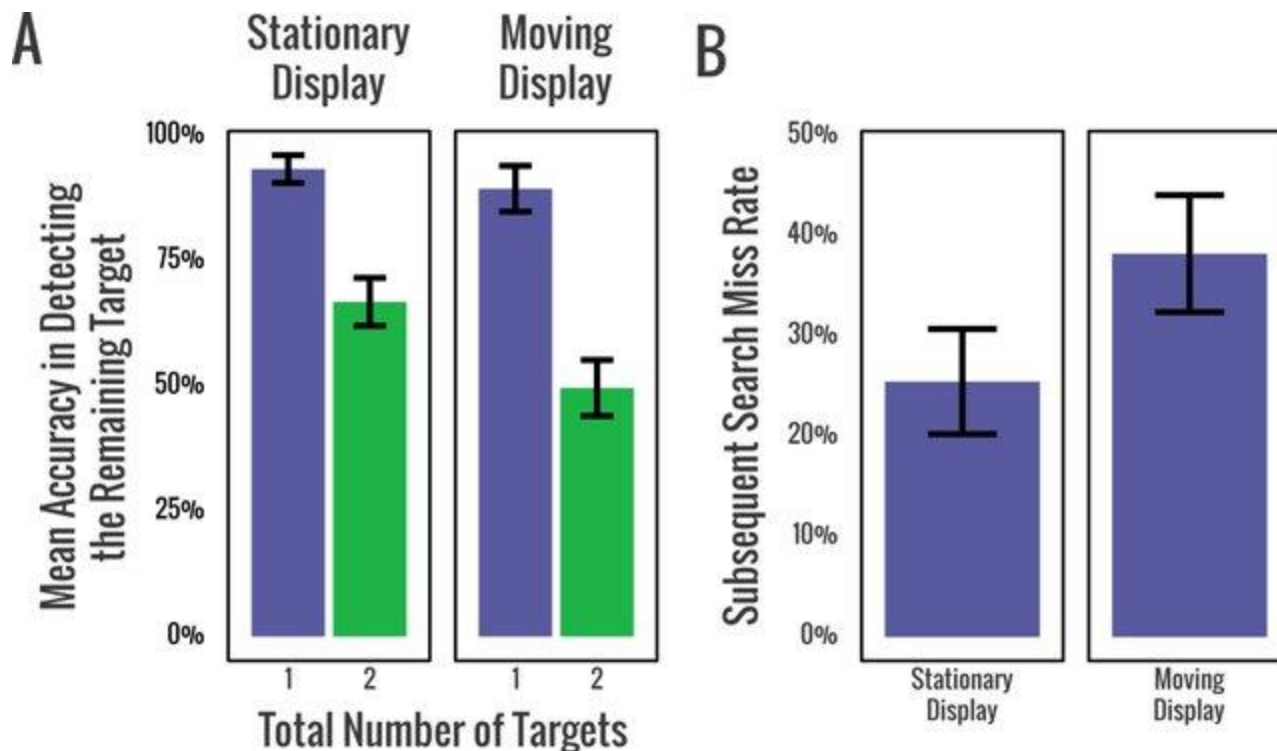 A
Stationary
Display
Moving
Display
Mean Accuracy in Detecting
the Remaining Target
100%
75%
50%
25%
0%
1
2
1
2
Total Number of Targets
B
Subsequent Search Miss Rate
50%
40%
30%
20%
10%
0%
Stationary
Display
Moving
Display